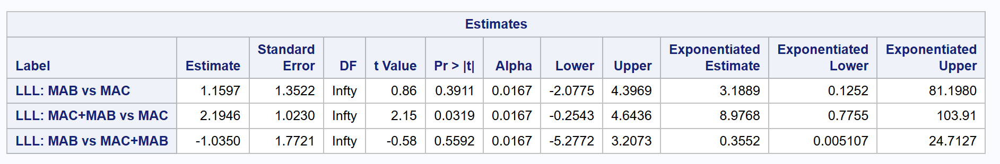 Estimates
Label Estimate Standard Error DF t Value Pr > |t| Alpha Lower Upper Exponentiated Estimate Exponentiated Lower Exponentiated Upper
LLL: MAB vs MAC 1.1597 1.3522 Infty 0.86 0.3911 0.0167 -2.0775 4.3969 3.1889 0.1252 81.1980
LLL: MAC+MAB vs MAC 2.1946 1.0230 Infty 2.15 0.0319 0.0167 -0.2543 4.6436 8.9768 0.7755 103.91
LLL: MAB vs MAC+MAB -1.0350 1.7721 Infty -0.58 0.5592 0.0167 -5.2772 3.2073 0.3552 0.005107 24.7127